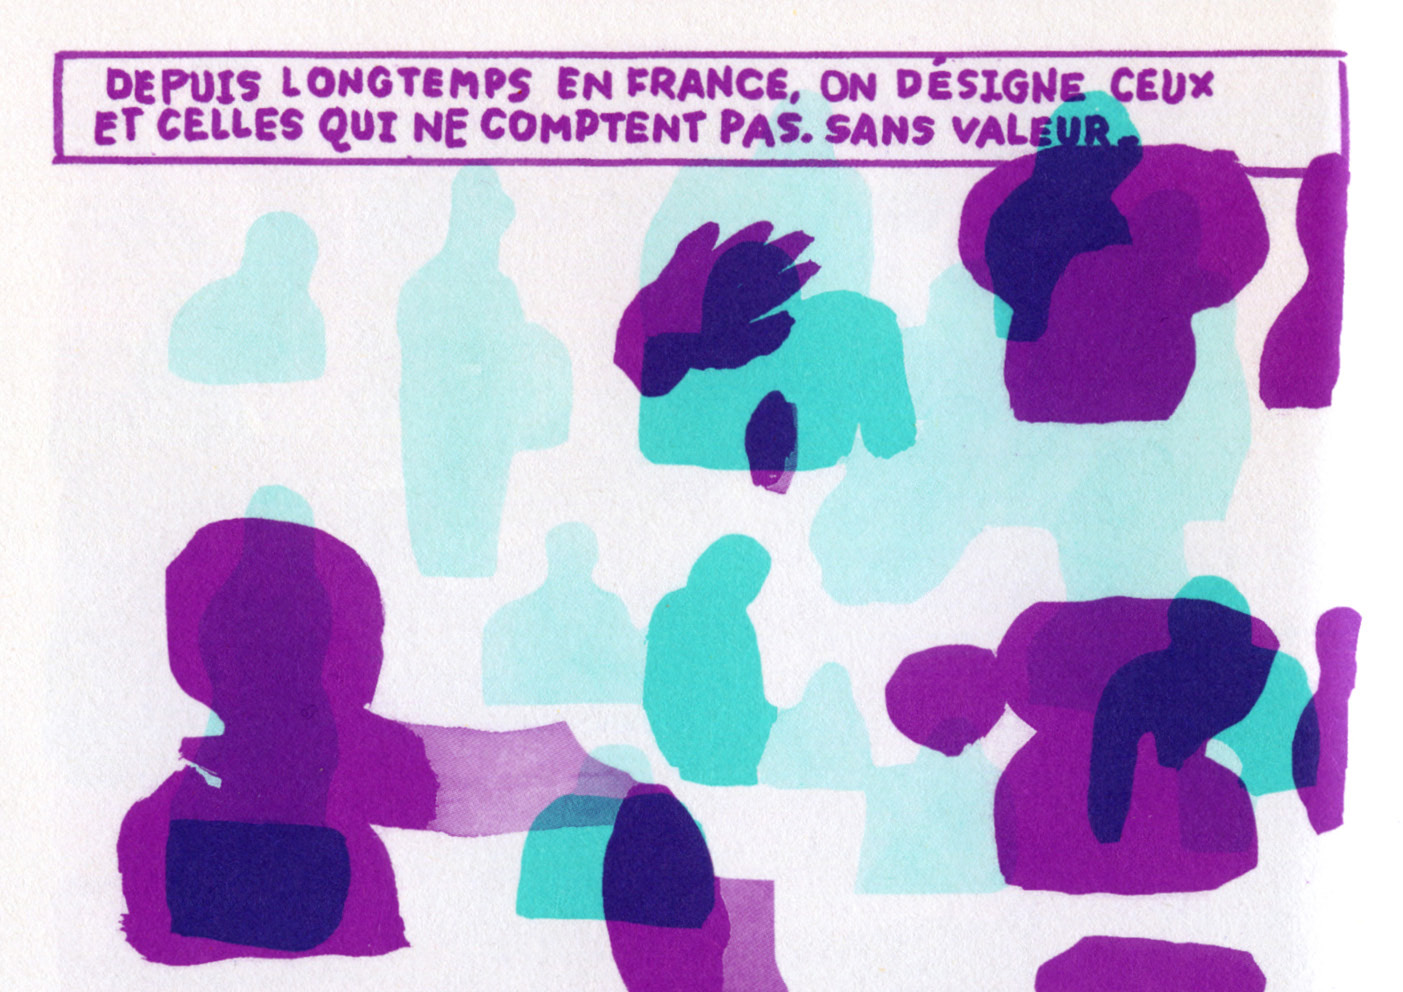 DEPUIS LONGTEMPS EN FRANCE, ON DÉSIGNE CEUX
ET CELLES QUI NE COMPTENT PAS. SANS VALEUR.